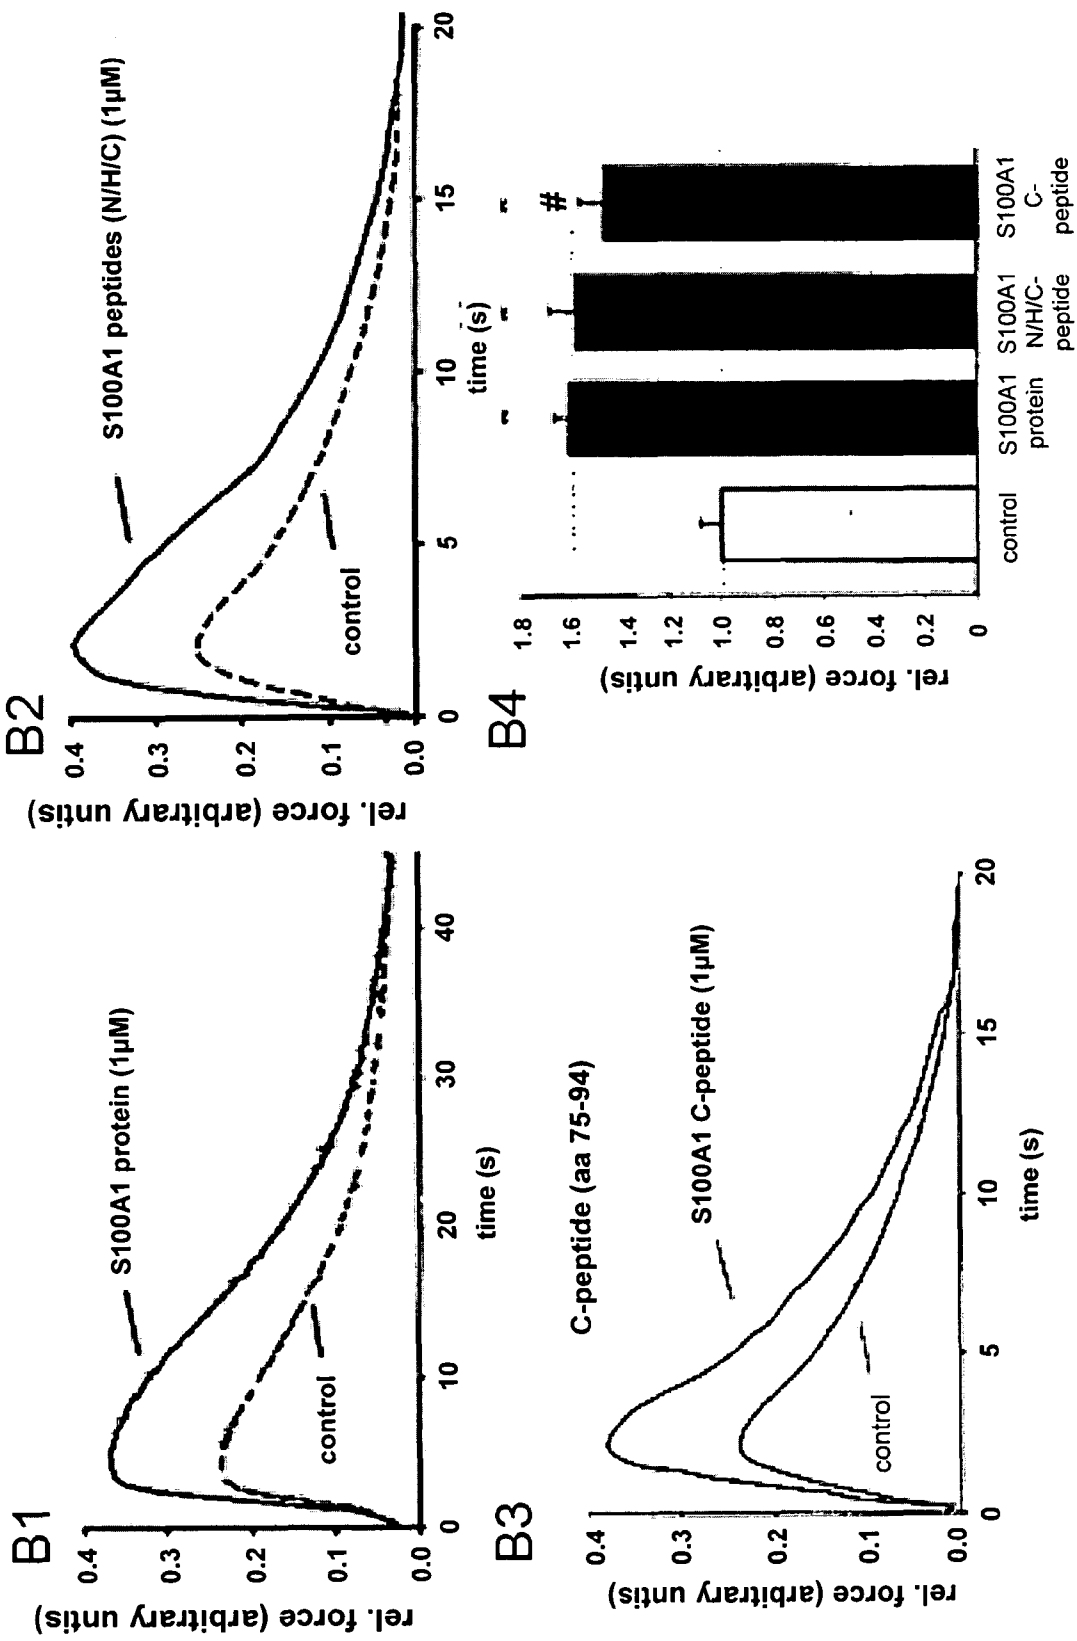 B1
rel. force (arbitrary untis)
0.4
0.3
0.2
0.1
0.0
S100A1 protein (1µM)
control
0
10
20
30
40
time (s)
B2
rel. force (arbitrary untis)
0.4
0.3
0.2
0.1
0.0
S100A1 peptides (N/H/C) (1µM)
control
0
5
10
15
20
time (s)
B3
rel. force (arbitrary untis)
0.4
0.3
0.2
0.1
0.0
C-peptide (aa 75-94)
S100A1 C-peptide (1µM)
control
0
5
10
15
20
time (s)
B4
rel. force (arbitrary untis)
1.8
1.6
1.4
1.2
1.0
0.8
0.6
0.4
0.2
0
#
control
S100A1
protein
S100A1
N/H/C-
peptide
S100A1
C-
peptide